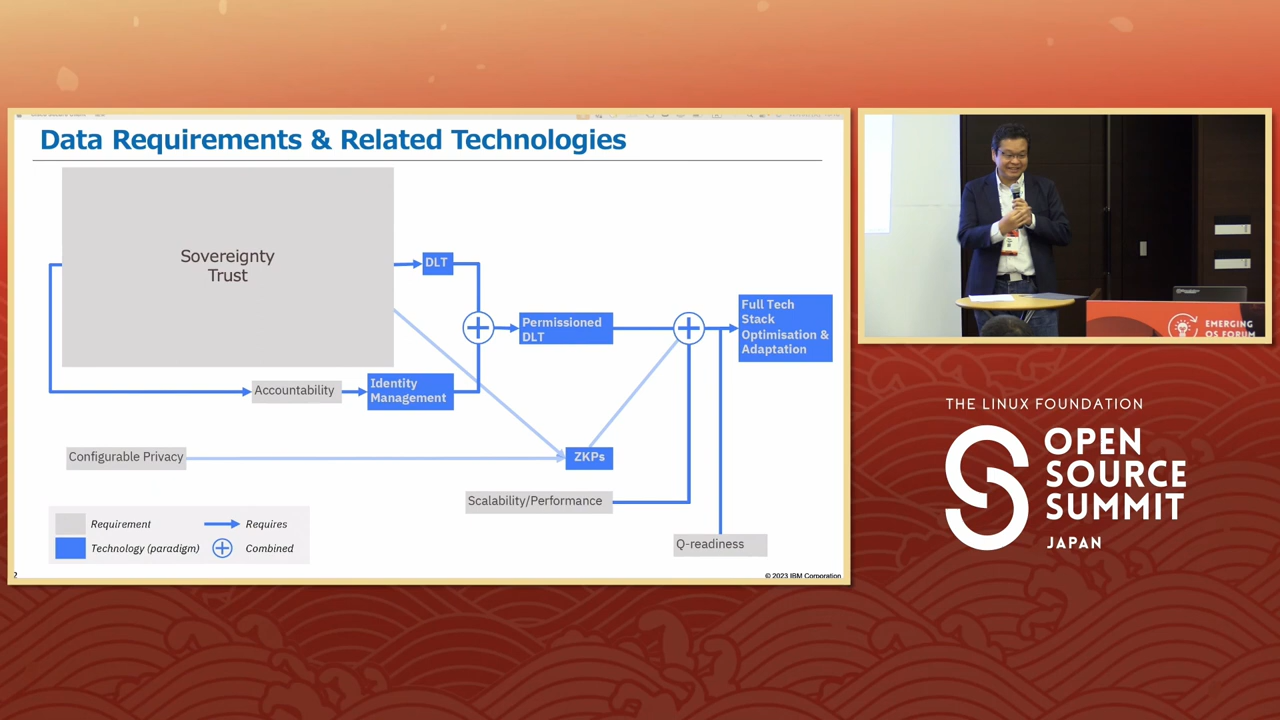 Data Requirements & Related Technologies
Sovereignty
Trust
DLT
Permissioned
DLT
Full Tech
Stack
Optimisation &
Adaptation
Accountability
Identity
Management
Configurable Privacy
ZKPs
Scalability/Performance
Q-readiness
Requirement
Requires
Technology (paradigm)
Combined
2
© 2023 IBM Corporation
EMERGING
OS FORUM
THE LINUX FOUNDATION
OPEN
SOURCE
SUMMIT
JAPAN